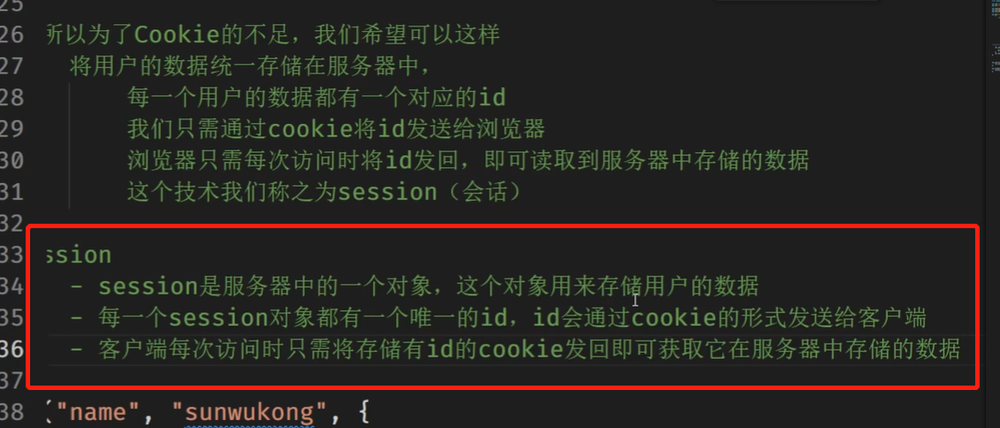 25
26 所以为了Cookie的不足，我们希望可以这样
27 将用户的数据统一存储在服务器中，
28 每一个用户的数据都有一个对应的id
29 我们只需通过cookie将id发送给浏览器
30 浏览器只需每次访问时将id发回，即可读取到服务器中存储的数据
31 这个技术我们称之为session（会话）
32
33 ssion
34 - session是服务器中的一个对象，这个对象用来存储用户的数据
35 - 每一个session对象都有一个唯一的id，id会通过cookie的形式发送给客户端
36 - 客户端每次访问时只需将存储有id的cookie发回即可获取它在服务器中存储的数据
37
38 ("name", "sunwukong", {